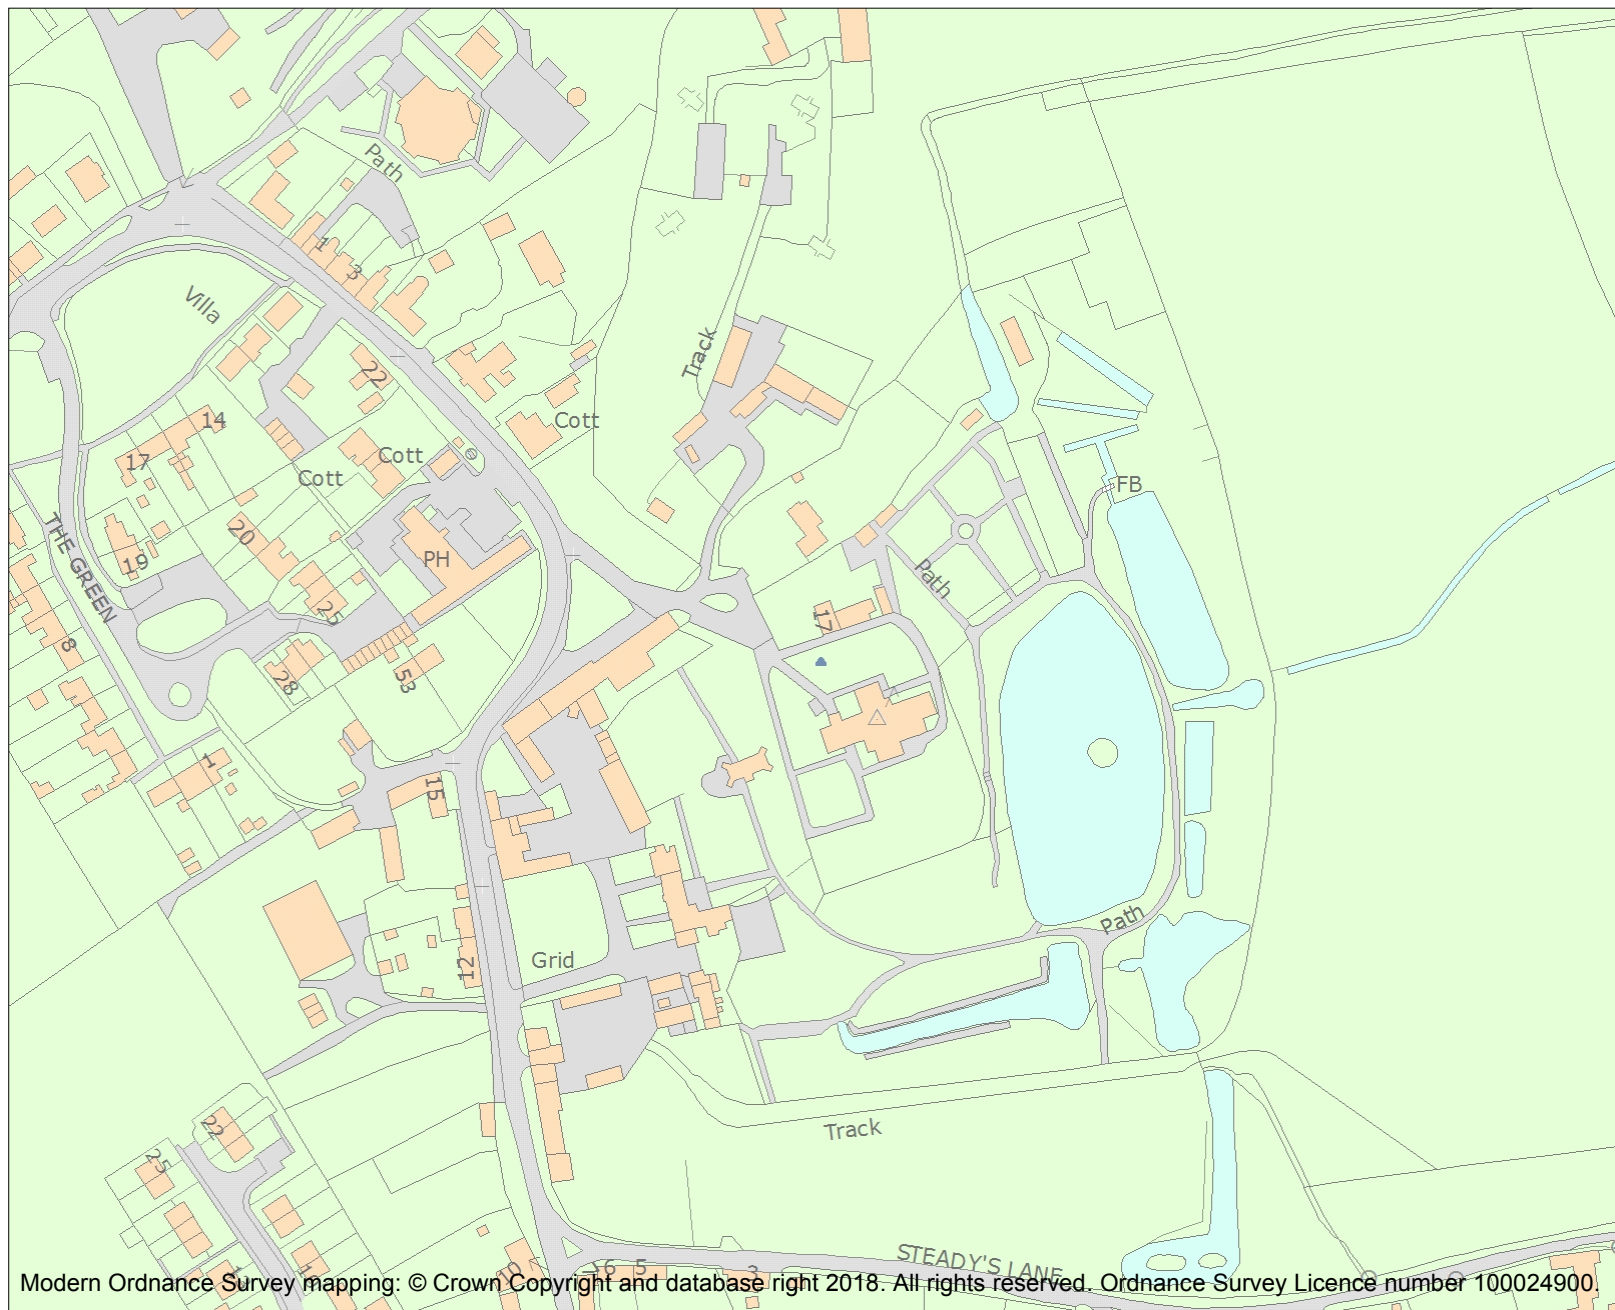 Path
1
3
Villa
22
Track
14
Cott
17
Cott
Cott
FB
THE GREEN
20
19
PH
Path
25
17
8
28
53
1
15
Path
12
Grid
22
Track
25
STEADY'S LANE
16
5
3
Modern Ordnance Survey mapping: © Crown Copyright and database right 2018. All rights reserved. Ordnance Survey Licence number 100024900.